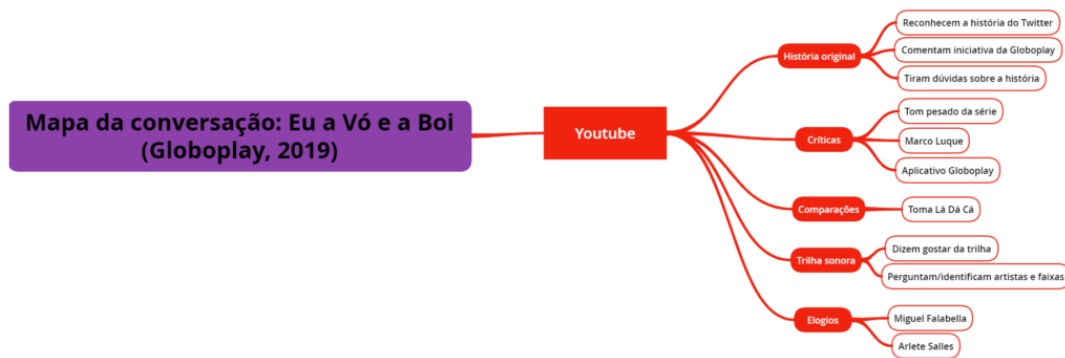 Mapa da conversação: Eu a Vó e a Boi
(Globoplay, 2019)
Youtube
História original
Reconhecem a história do Twitter
Comentam iniciativa da Globoplay
Tiram dúvidas sobre a história
Críticas
Tom pesado da série
Marco Luque
Aplicativo Globoplay
Comparações
Toma Lá Dá Cá
Trilha sonora
Dizem gostar da trilha
Perguntam/identificam artistas e faixas
Elogios
Miguel Falabella
Arlete Salles